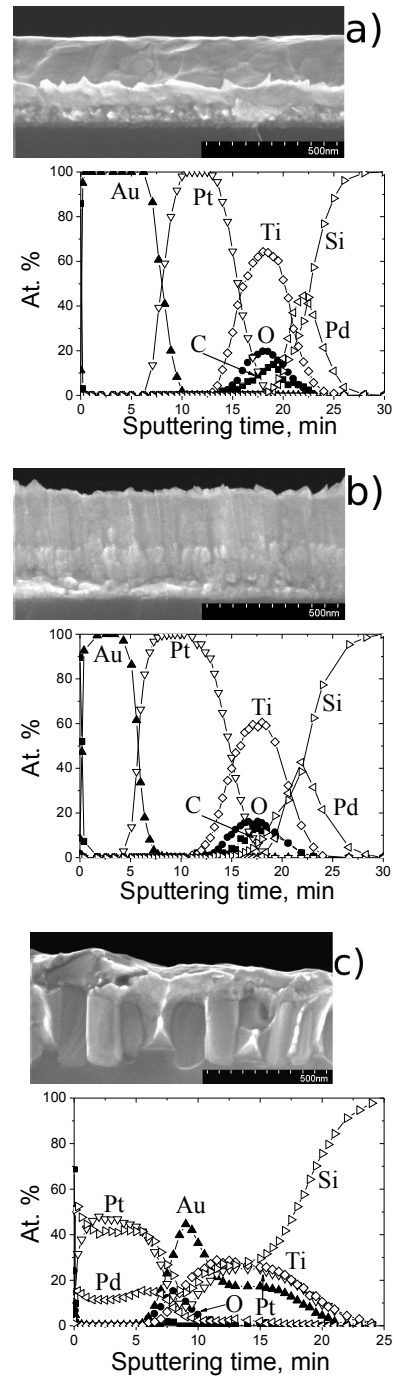 a)
500nm
100
80
60
40
20
0
At. %
Au
Pt
Ti
Si
C
O
Pd
0 5 10 15 20 25 30
Sputtering time, min
b)
500nm
100
80
60
40
20
0
At. %
Au
Pt
Ti
Si
C
O
Pd
0 5 10 15 20 25 30
Sputtering time, min
c)
500nm
100
80
60
40
20
0
At. %
Pt
Au
Si
Pd
O
Pt
Ti
0 5 10 15 20 25
Sputtering time, min